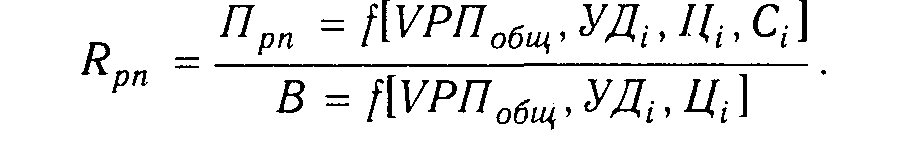 R_рп = П_рп = f[VРП_общ, УД_i, Ц_i, С_i]
B = f[VРП_общ, УД_i, Ц_i] .